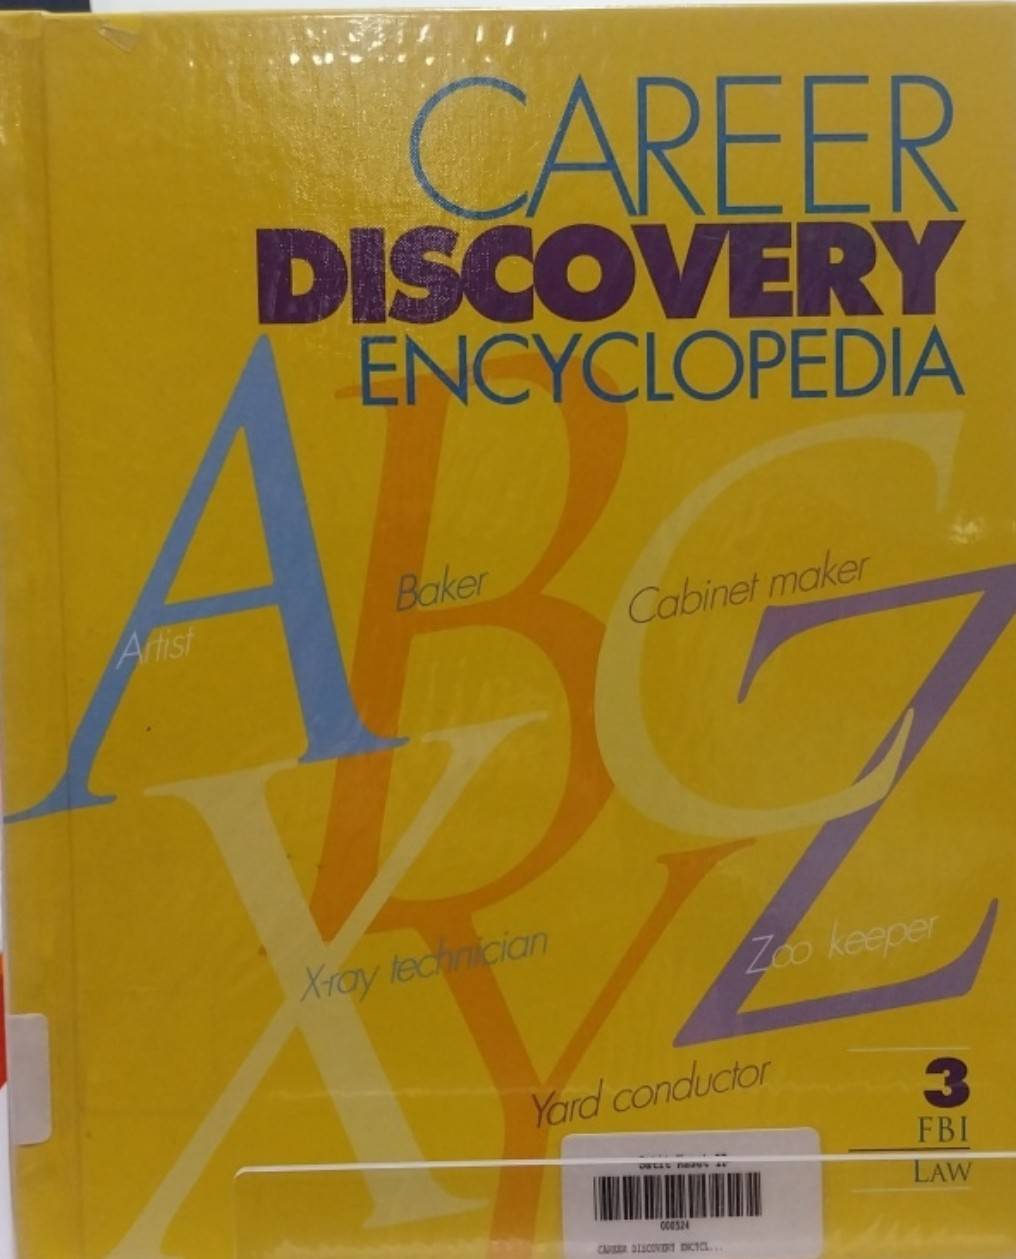 CAREER
DISCOVERY
ENCYCLOPEDIA
A B C
Baker
Cabinet maker
Artist
Z
X Y
X-ray technician
Zoo keeper
Yard conductor
3
FBI
LAW
000524
CAREER DISCOVERY ENCYCL...